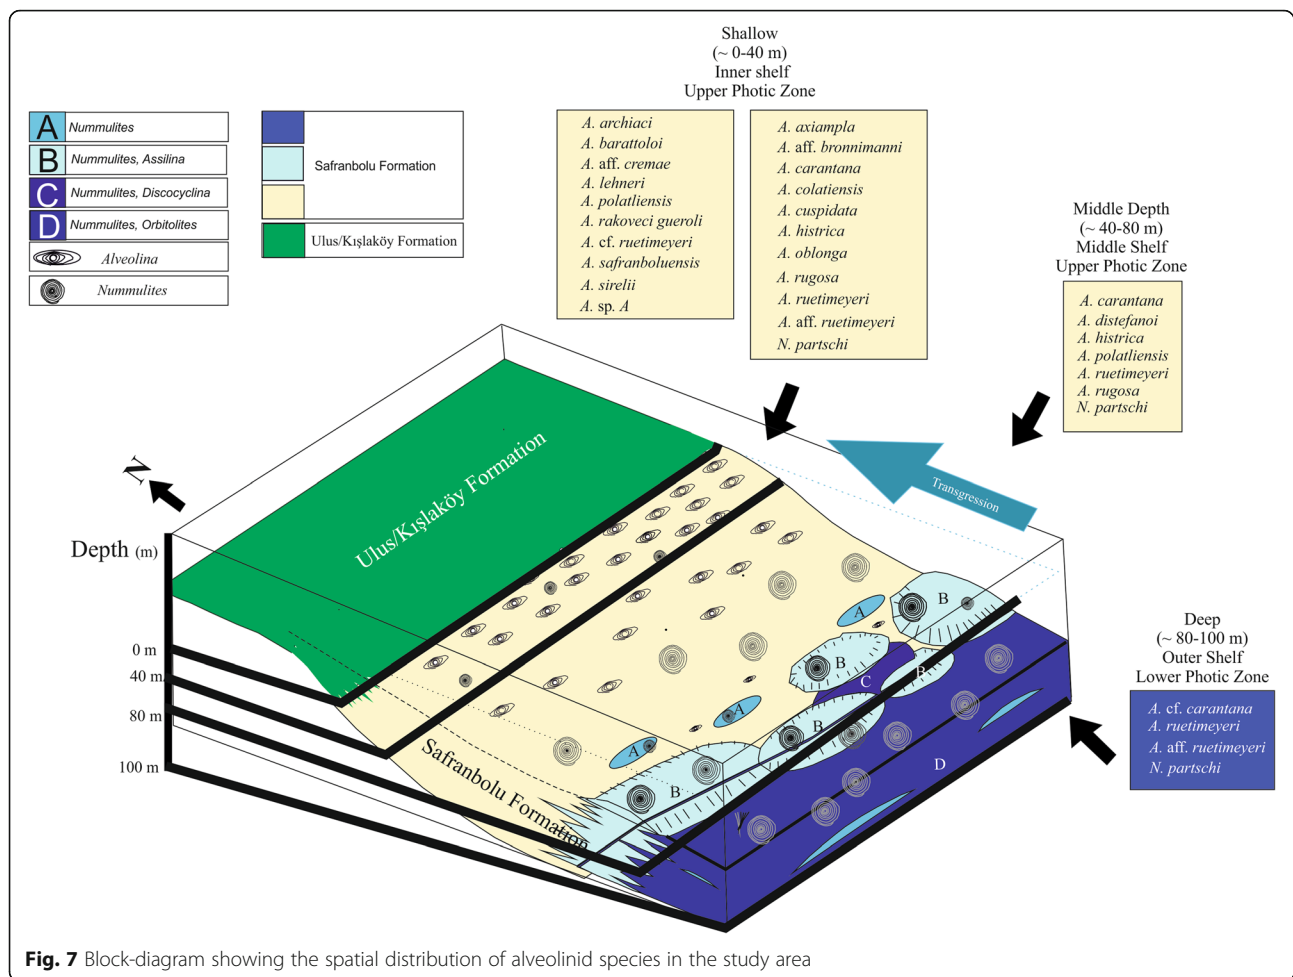 Shallow
(~ 0-40 m)
Inner shelf
Upper Photic Zone
A. archiaci
A. barattoloi
A. aff. cremae
A. lehneri
A. polatliensis
A. rakoveci gueroli
A. cf. ruetimeyeri
A. safranboluensis
A. sirelii
A. sp. A
A. axiampla
A. aff. bronnimanni
A. carantana
A. colatiensis
A. cuspidata
A. histrica
A. oblonga
A. rugosa
A. ruetimeyeri
A. aff. ruetimeyeri
N. partschi
A Nummulites
B Nummulites, Assilina
C Nummulites, Discocyclina
D Nummulites, Orbitolites
Alveolina
Nummulites
Safranbolu Formation
Ulus/Kışlaköy Formation
Middle Depth
(~ 40-80 m)
Middle Shelf
Upper Photic Zone
A. carantana
A. distefanoi
A. histrica
A. polatliensis
A. ruetimeyeri
A. rugosa
N. partschi
N
Transgression
Ulus/Kışlaköy Formation
Depth (m)
0 m
40 m
80 m
100 m
Safranbolu Formation
A
B
B
B
C
A
B
A
B
D
Deep
(~ 80-100 m)
Outer Shelf
Lower Photic Zone
A. cf. carantana
A. ruetimeyeri
A. aff. ruetimeyeri
N. partschi
Fig. 7 Block-diagram showing the spatial distribution of alveolinid species in the study area